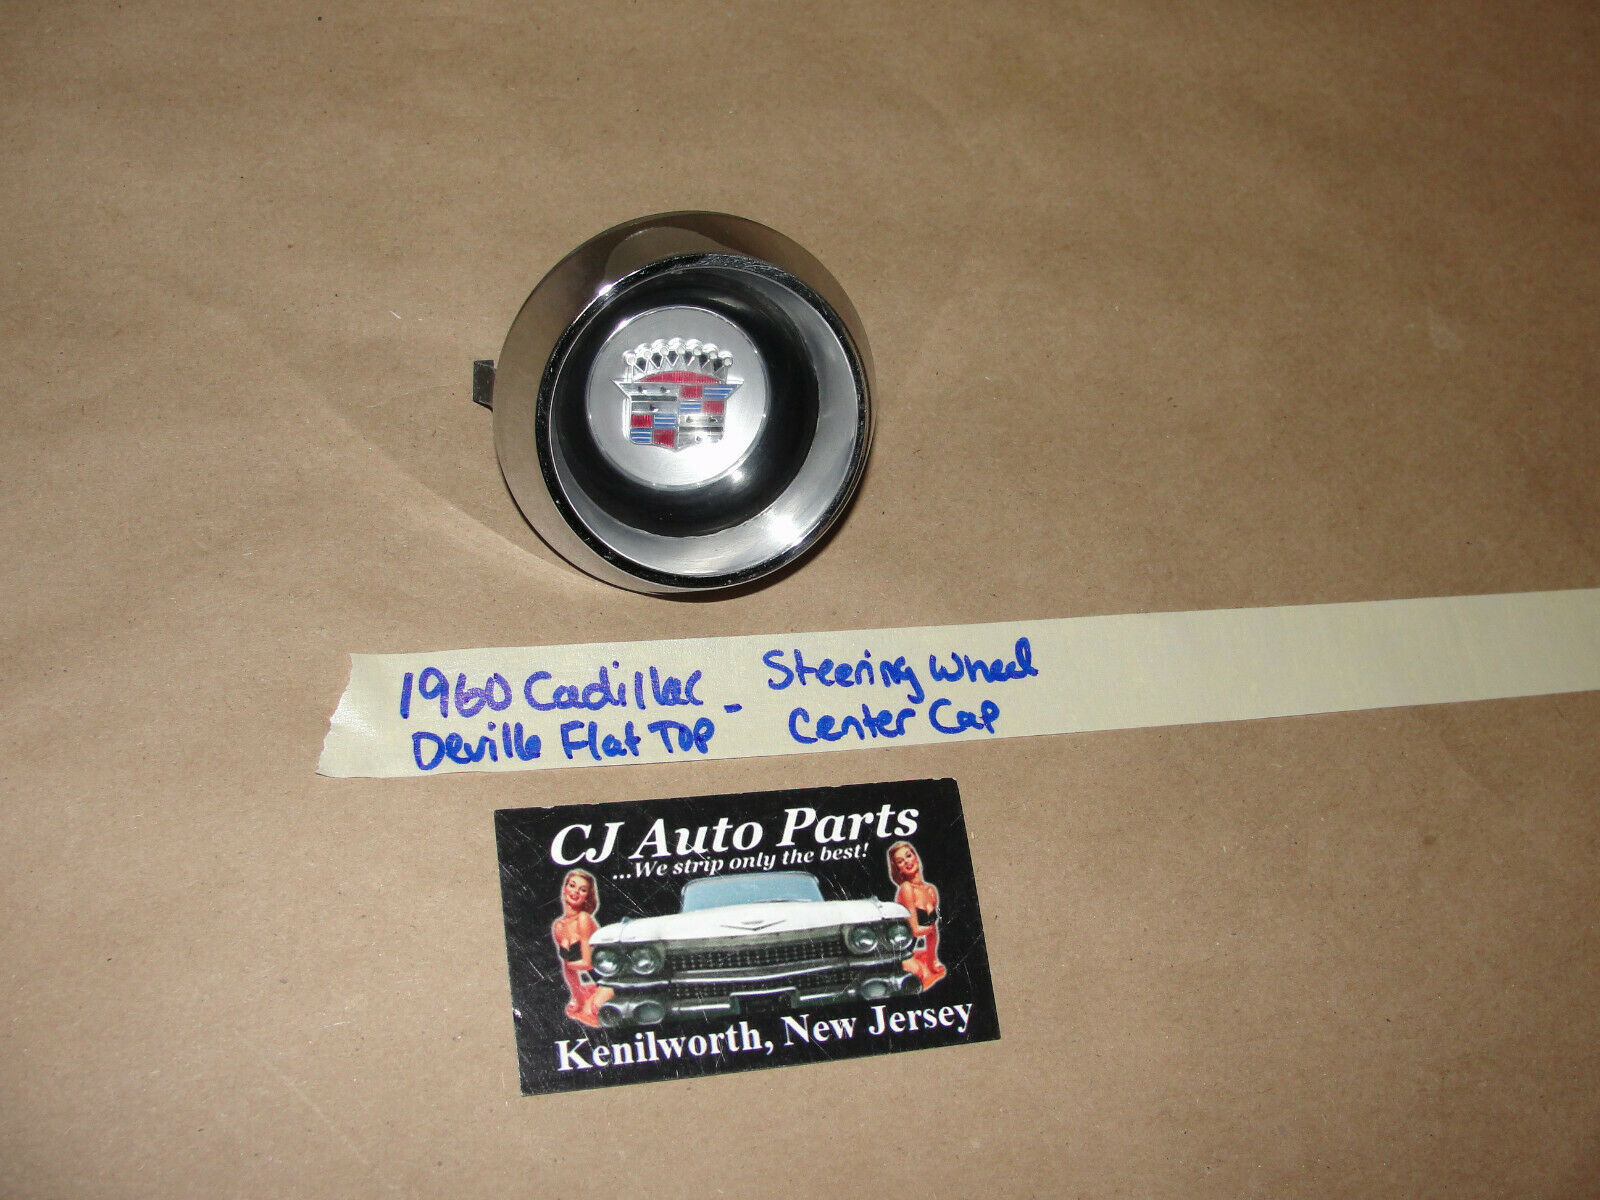 1960 Cadillac - Steering Wheel
Deville Flat Top Center Cap
CJ Auto Parts
...We strip only the best!
Kenilworth, New Jersey